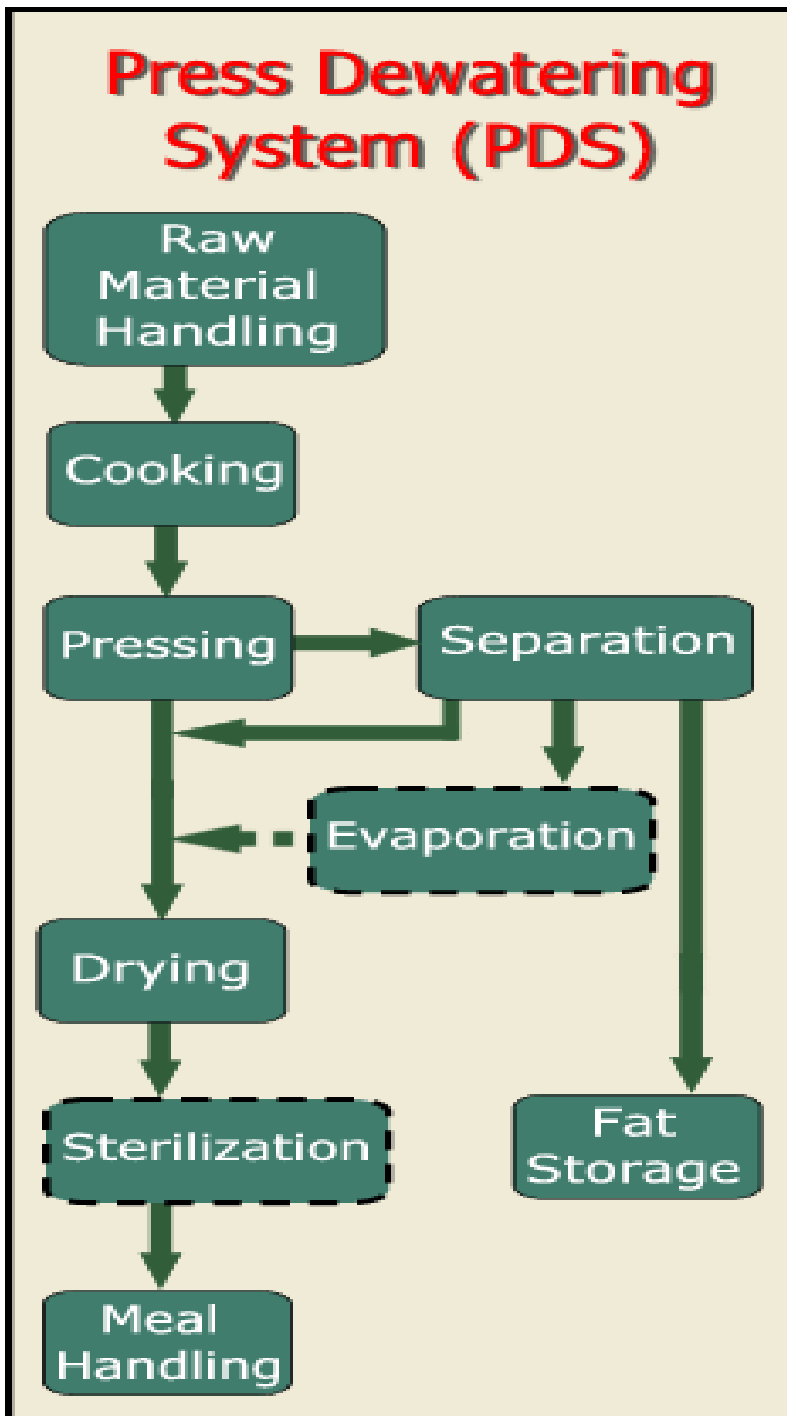 Press Dewatering
System (PDS)
Raw
Material
Handling
Cooking
Pressing
Separation
Evaporation
Drying
Sterilization
Fat
Storage
Meal
Handling